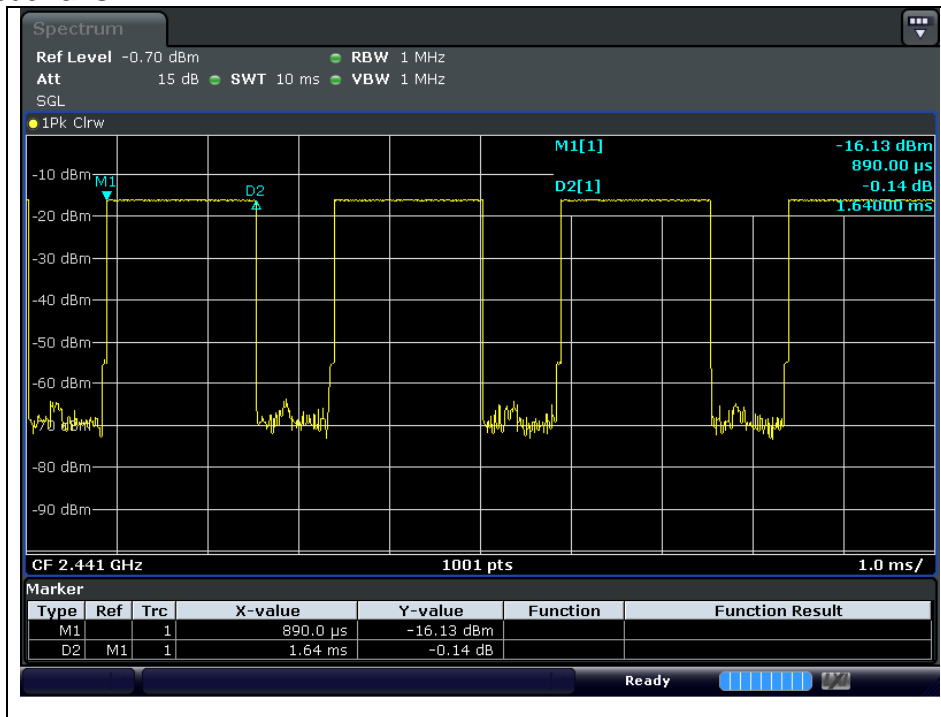 Spectrum
Ref Level -0.70 dBm RBW 1 MHz
Att 15 dB SWT 10 ms VBW 1 MHz
SGL
1Pk Clrw
M1[1] -16.13 dBm
890.00 µs
D2[1] -0.14 dB
1.64000 ms
M1
D2
-10 dBm
-20 dBm
-30 dBm
-40 dBm
-50 dBm
-60 dBm
-70 dBm
-80 dBm
-90 dBm
CF 2.441 GHz 1001 pts 1.0 ms/
Marker
Type Ref Trc X-value Y-value Function Function Result
M1 1 890.0 µs -16.13 dBm
D2 M1 1 1.64 ms -0.14 dB
Ready